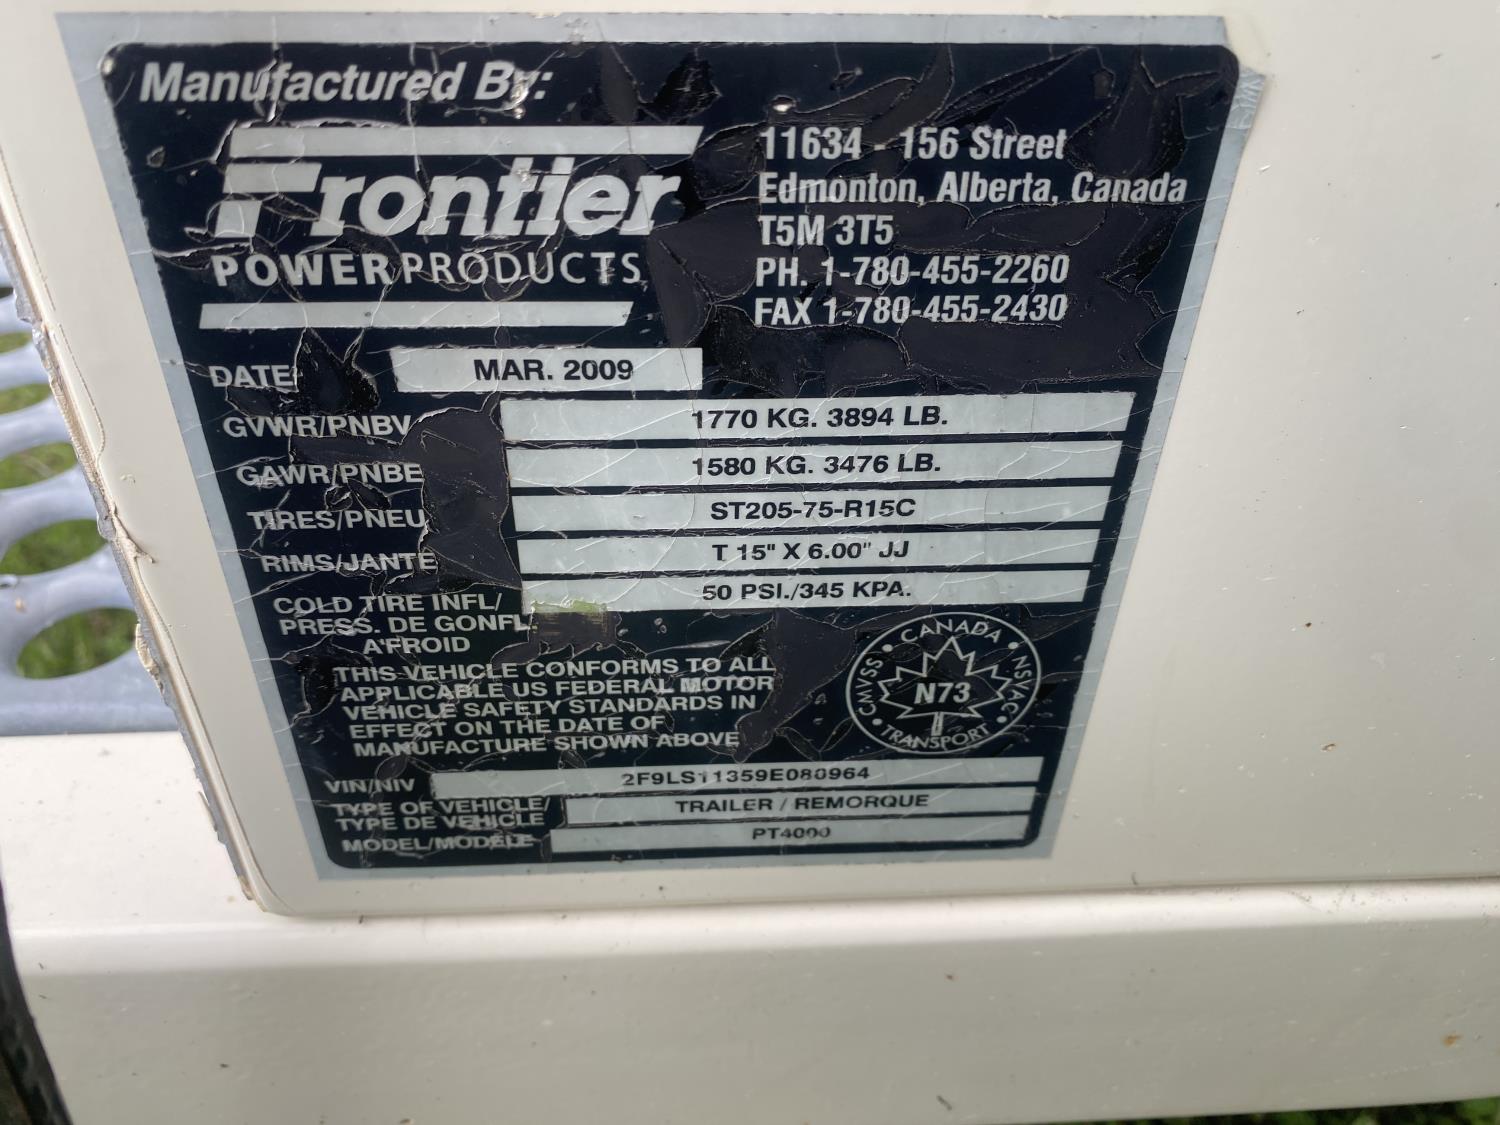 Manufactured By:
Frontier
POWER PRODUCTS
11634 - 156 Street
Edmonton, Alberta, Canada
T5M 3T5
PH. 1-780-455-2260
FAX 1-780-455-2430
DATE: MAR. 2009
GVWR/PNBV 1770 KG. 3894 LB.
GAWR/PNBE 1580 KG. 3476 LB.
TIRES/PNEU ST205-75-R15C
RIMS/JANTE T 15" X 6.00" JJ
COLD TIRE INFL/ 50 PSI./345 KPA.
PRESS. DE GONFL.
A'FROID
THIS VEHICLE CONFORMS TO ALL
APPLICABLE US FEDERAL MOTOR
VEHICLE SAFETY STANDARDS IN
EFFECT ON THE DATE OF
MANUFACTURE SHOWN ABOVE
CANADA
CMVSS • N73 • NSVAC
TRANSPORT
VIN/NIV 2F9LS11359E080964
TYPE OF VEHICLE/ TRAILER / REMORQUE
TYPE DE VEHICLE
MODEL/MODELE PT4000